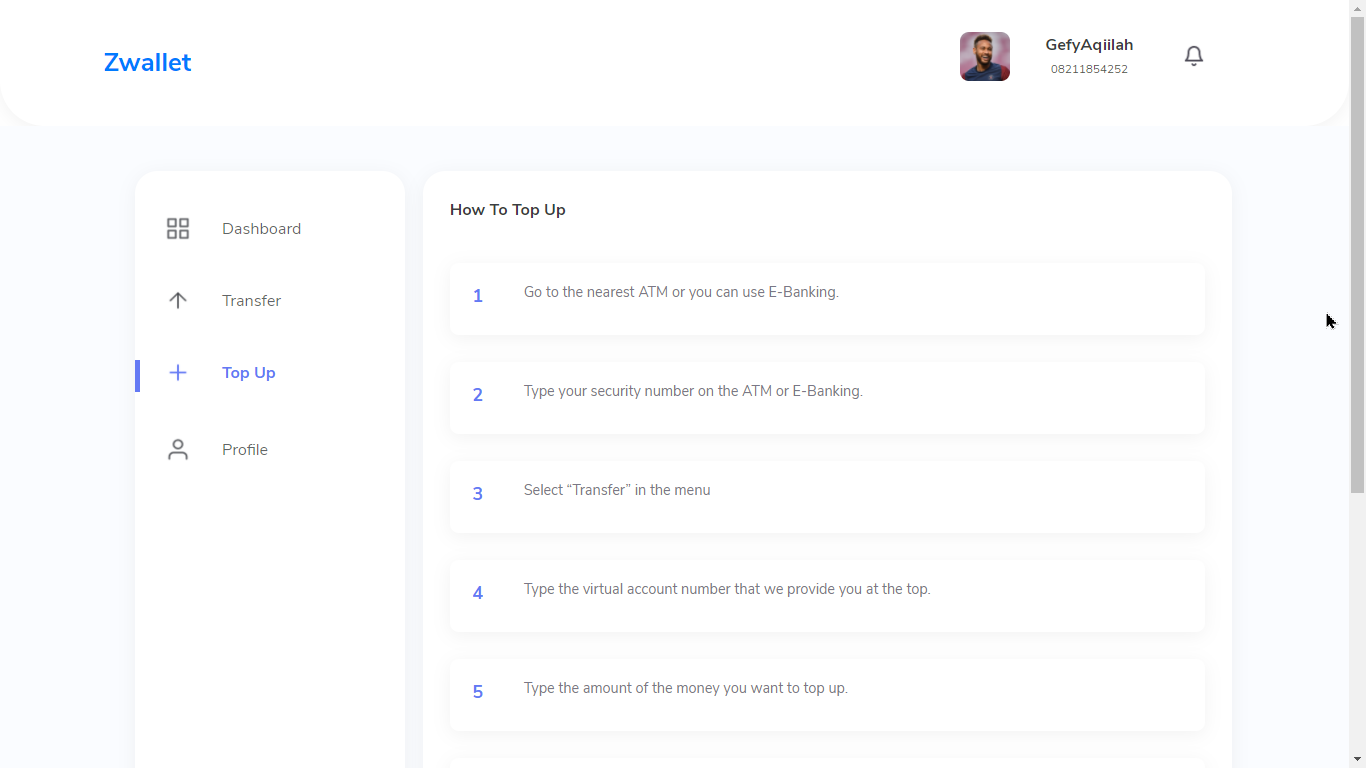 Zwallet
GefyAqiilah
08211854252
Dashboard
Transfer
Top Up
Profile
How To Top Up
1
Go to the nearest ATM or you can use E-Banking.
2
Type your security number on the ATM or E-Banking.
3
Select “Transfer” in the menu
4
Type the virtual account number that we provide you at the top.
5
Type the amount of the money you want to top up.